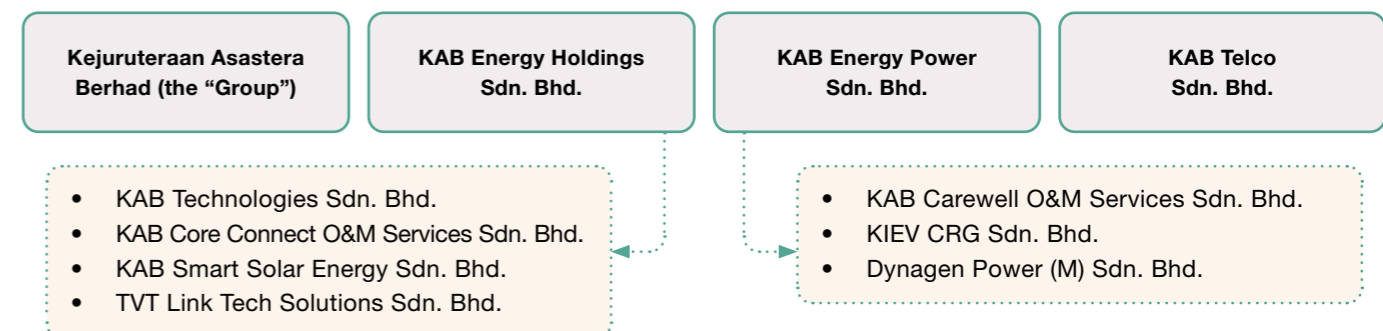 Kejuruteraan Asastera
Berhad (the “Group”)
KAB Energy Holdings
Sdn. Bhd.
KAB Energy Power
Sdn. Bhd.
KAB Telco
Sdn. Bhd.
• KAB Technologies Sdn. Bhd.
• KAB Core Connect O&M Services Sdn. Bhd.
• KAB Smart Solar Energy Sdn. Bhd.
• TVT Link Tech Solutions Sdn. Bhd.
• KAB Carewell O&M Services Sdn. Bhd.
• KIEV CRG Sdn. Bhd.
• Dynagen Power (M) Sdn. Bhd.